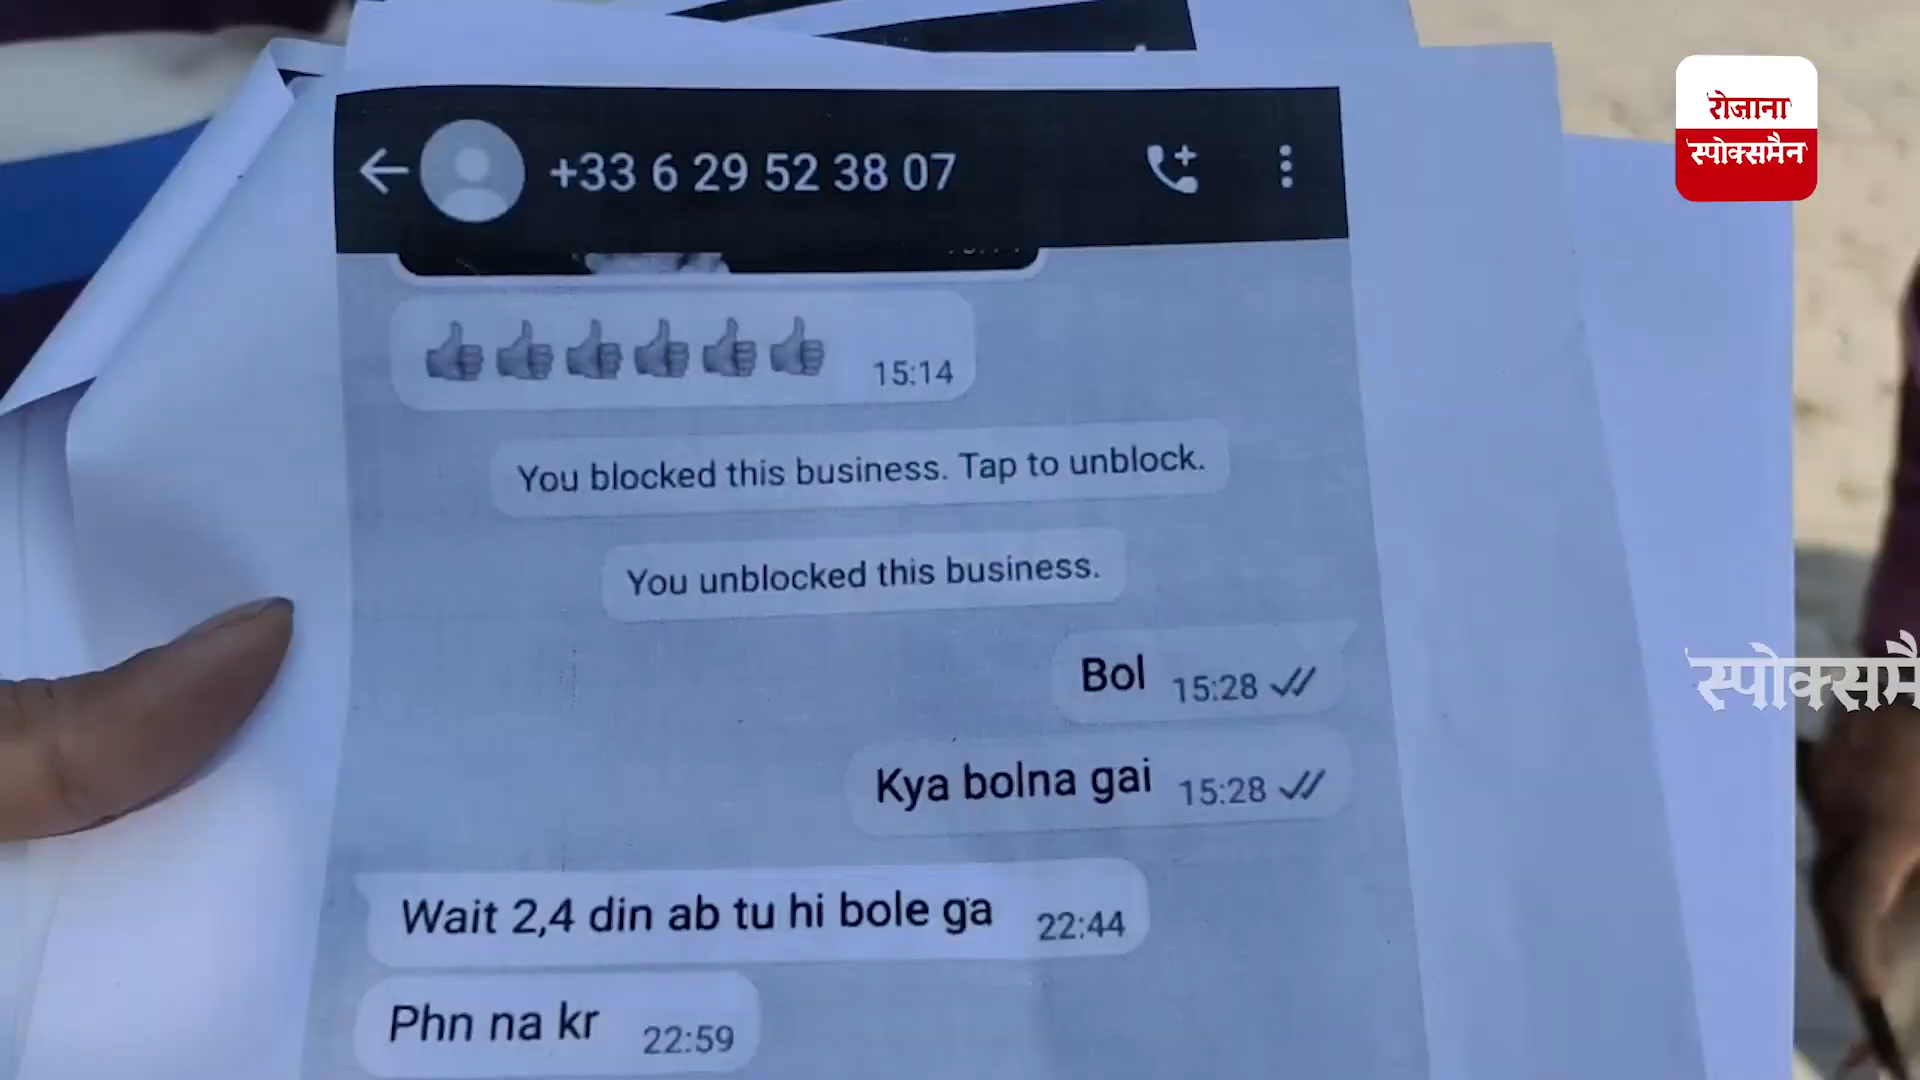 रोजाना
स्पोक्समैन
+33 6 29 52 38 07
👍👍👍👍👍👍 15:14
You blocked this business. Tap to unblock.
You unblocked this business.
Bol 15:28
स्पोक्समै
Kya bolna gai 15:28
Wait 2,4 din ab tu hi bole ga 22:44
Phn na kr 22:59